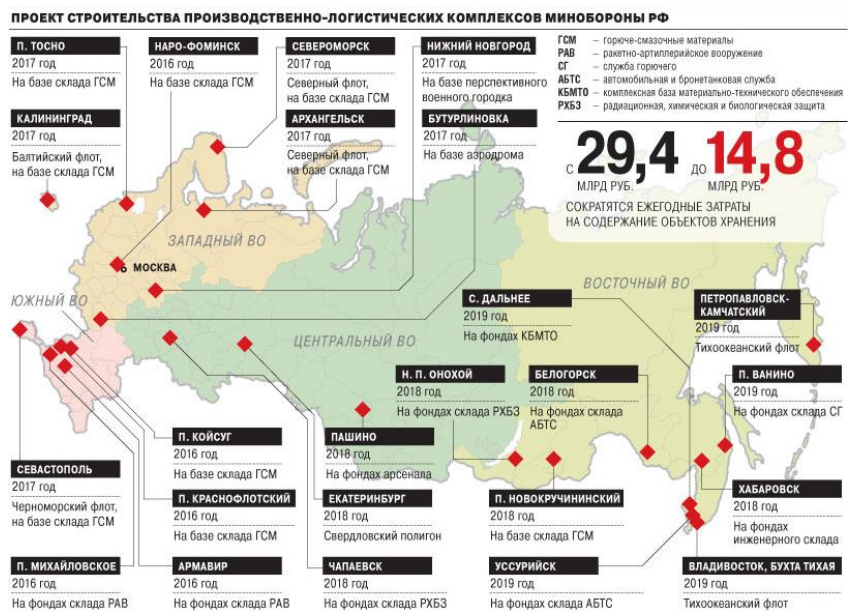 ПРОЕКТ СТРОИТЕЛЬСТВА ПРОИЗВОДСТВЕННО-ЛОГИСТИЧЕСКИХ КОМПЛЕКСОВ МИНОБОРОНЫ РФ
П. ТОСНО
2017 год
На базе склада ГСМ
НАРО-ФОМИНСК
2016 год
На базе склада ГСМ
СЕВЕРОМОРСК
2017 год
Северный флот,
на базе склада ГСМ
НИЖНИЙ НОВГОРОД
2017 год
На базе перспективного
военного городка
ГСМ – горюче-смазочные материалы
РАВ – ракетно-артиллерийское вооружение
СГ – служба горючего
АБТС – автомобильная и бронетанковая служба
КБМТО – комплексная база материально-технического обеспечения
РХБЗ – радиационная, химическая и биологическая защита
КАЛИНИНГРАД
2017 год
Балтийский флот,
на базе склада ГСМ
АРХАНГЕЛЬСК
2017 год
Северный флот,
на базе склада ГСМ
БУТУРЛИНОВКА
2017 год
На базе аэродрома
С 29,4 МЛРД РУБ. ДО 14,8 МЛРД РУБ.
СОКРАТЯТСЯ ЕЖЕГОДНЫЕ ЗАТРАТЫ
НА СОДЕРЖАНИЕ ОБЪЕКТОВ ХРАНЕНИЯ
ЗАПАДНЫЙ ВО
МОСКВА
ЮЖНЫЙ ВО
ЦЕНТРАЛЬНЫЙ ВО
ВОСТОЧНЫЙ ВО
С. ДАЛЬНЕЕ
2019 год
На фондах КБМТО
ПЕТРОПАВЛОВСК-
КАМЧАТСКИЙ
2019 год
Тихоокеанский флот
Н. П. ОНОХОЙ
2018 год
На фондах склада РХБЗ
БЕЛОГОРСК
2018 год
На фондах склада
АБТС
П. ВАНИНО
2019 год
На фондах склада СГ
СЕВАСТОПОЛЬ
2017 год
Черноморский флот,
на базе склада ГСМ
П. КОЙСУГ
2016 год
На базе склада ГСМ
ПАШИНО
2018 год
На фондах арсенала
П. КРАСНОФЛОТСКИЙ
2016 год
На базе склада ГСМ
ЕКАТЕРИНБУРГ
2018 год
Свердловский полигон
П. НОВОКРУЧИНИНСКИЙ
2018 год
На базе склада ГСМ
ХАБАРОВСК
2018 год
На фондах
инженерного склада
П. МИХАЙЛОВСКОЕ
2016 год
На фондах склада РАВ
АРМАВИР
2016 год
На фондах склада РАВ
ЧАПАЕВСК
2018 год
На фондах склада РХБЗ
УССУРИЙСК
2019 год
На фондах склада АБТС
ВЛАДИВОСТОК, БУХТА ТИХАЯ
2019 год
Тихоокеанский флот